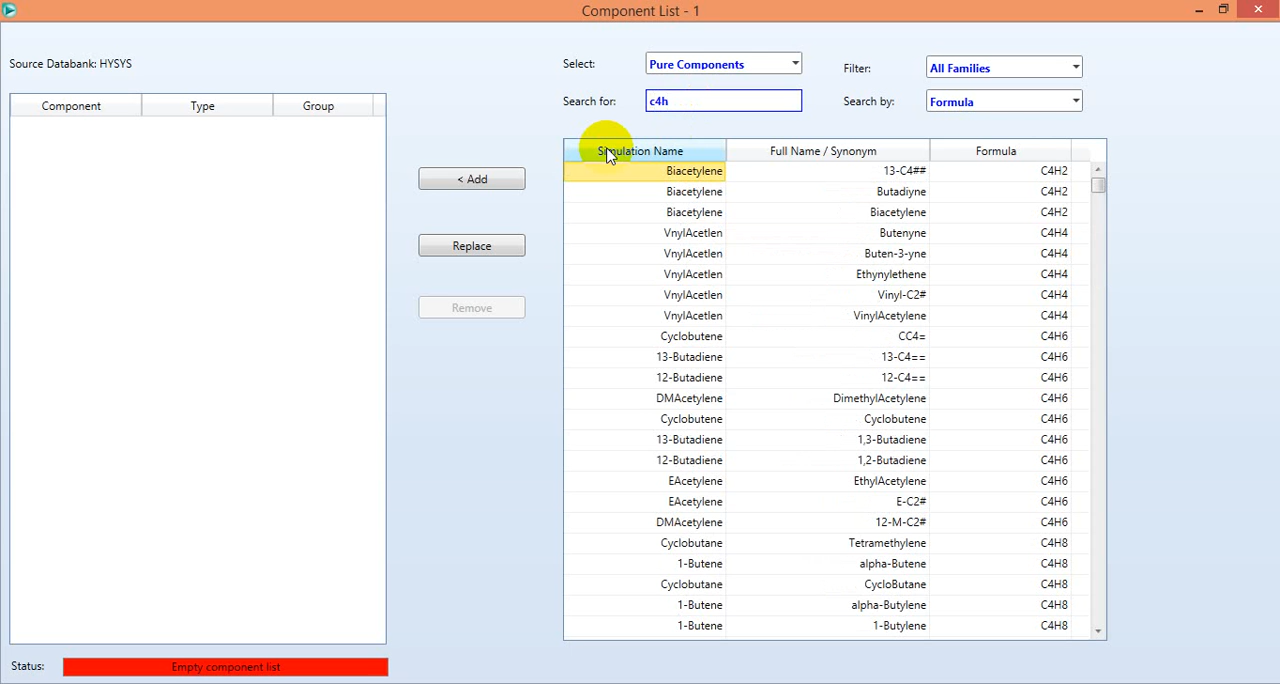 Component List - 1
Source Databank: HYSYS
Select: Pure Components Filter: All Families
Search for: c4h Search by: Formula
Component Type Group
Simulation Name Full Name / Synonym Formula
< Add
Replace
Remove
Biacetylene 13-C4## C4H2
Biacetylene Butadiyne C4H2
Biacetylene Biacetylene C4H2
VnylAcetlen Butenyne C4H4
VnylAcetlen Buten-3-yne C4H4
VnylAcetlen Ethynylethene C4H4
VnylAcetlen Vinyl-C2# C4H4
VnylAcetlen VinylAcetylene C4H4
Cyclobutene CC4= C4H6
13-Butadiene 13-C4== C4H6
12-Butadiene 12-C4== C4H6
DMAcetylene DimethylAcetylene C4H6
Cyclobutene Cyclobutene C4H6
13-Butadiene 1,3-Butadiene C4H6
12-Butadiene 1,2-Butadiene C4H6
EAcetylene EthylAcetylene C4H6
EAcetylene E-C2# C4H6
DMAcetylene 12-M-C2# C4H6
Cyclobutane Tetramethylene C4H8
1-Butene alpha-Butene C4H8
Cyclobutane CycloButane C4H8
1-Butene alpha-Butylene C4H8
1-Butene 1-Butylene C4H8
Status: Empty component list